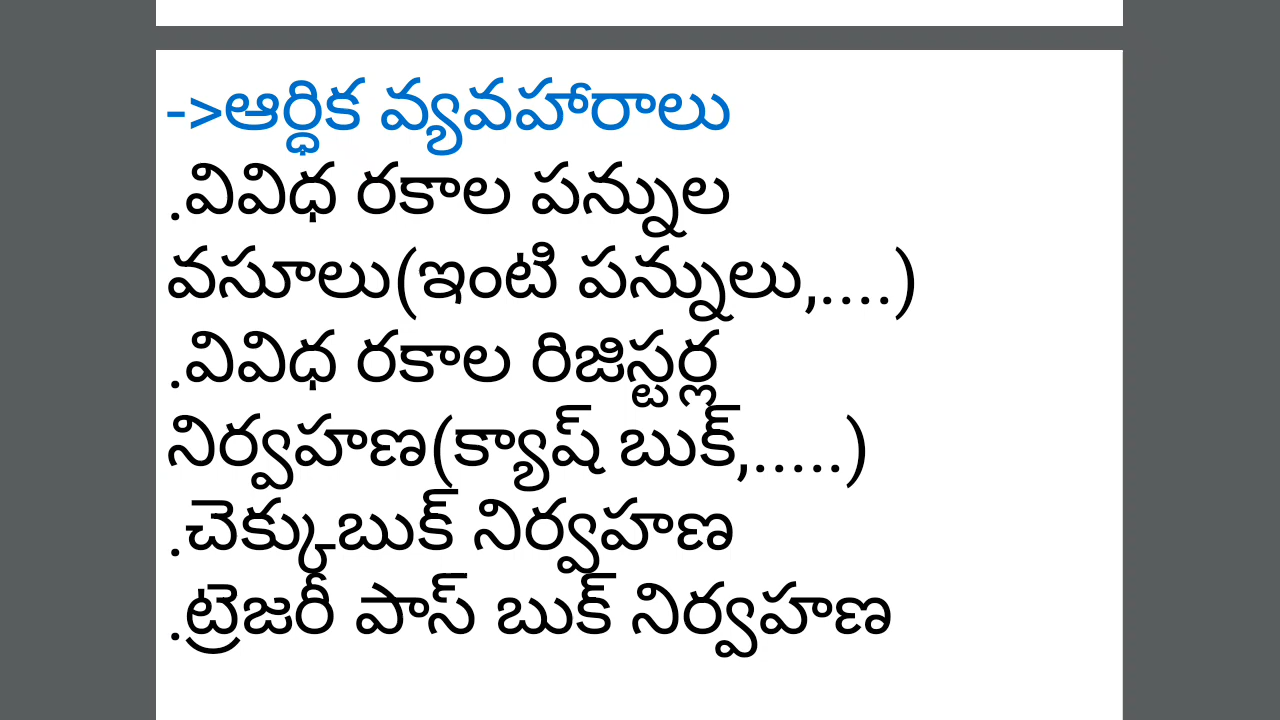 ->ఆర్ధిక వ్యవహారాలు
.వివిధ రకాల పన్నుల
వసూలు(ఇంటి పన్నులు,....)
.వివిధ రకాల రిజిస్టర్ల
నిర్వహణ(క్యాష్ బుక్,.....)
.చెక్కుబుక్ నిర్వహణ
.ట్రెజరీ పాస్ బుక్ నిర్వహణ